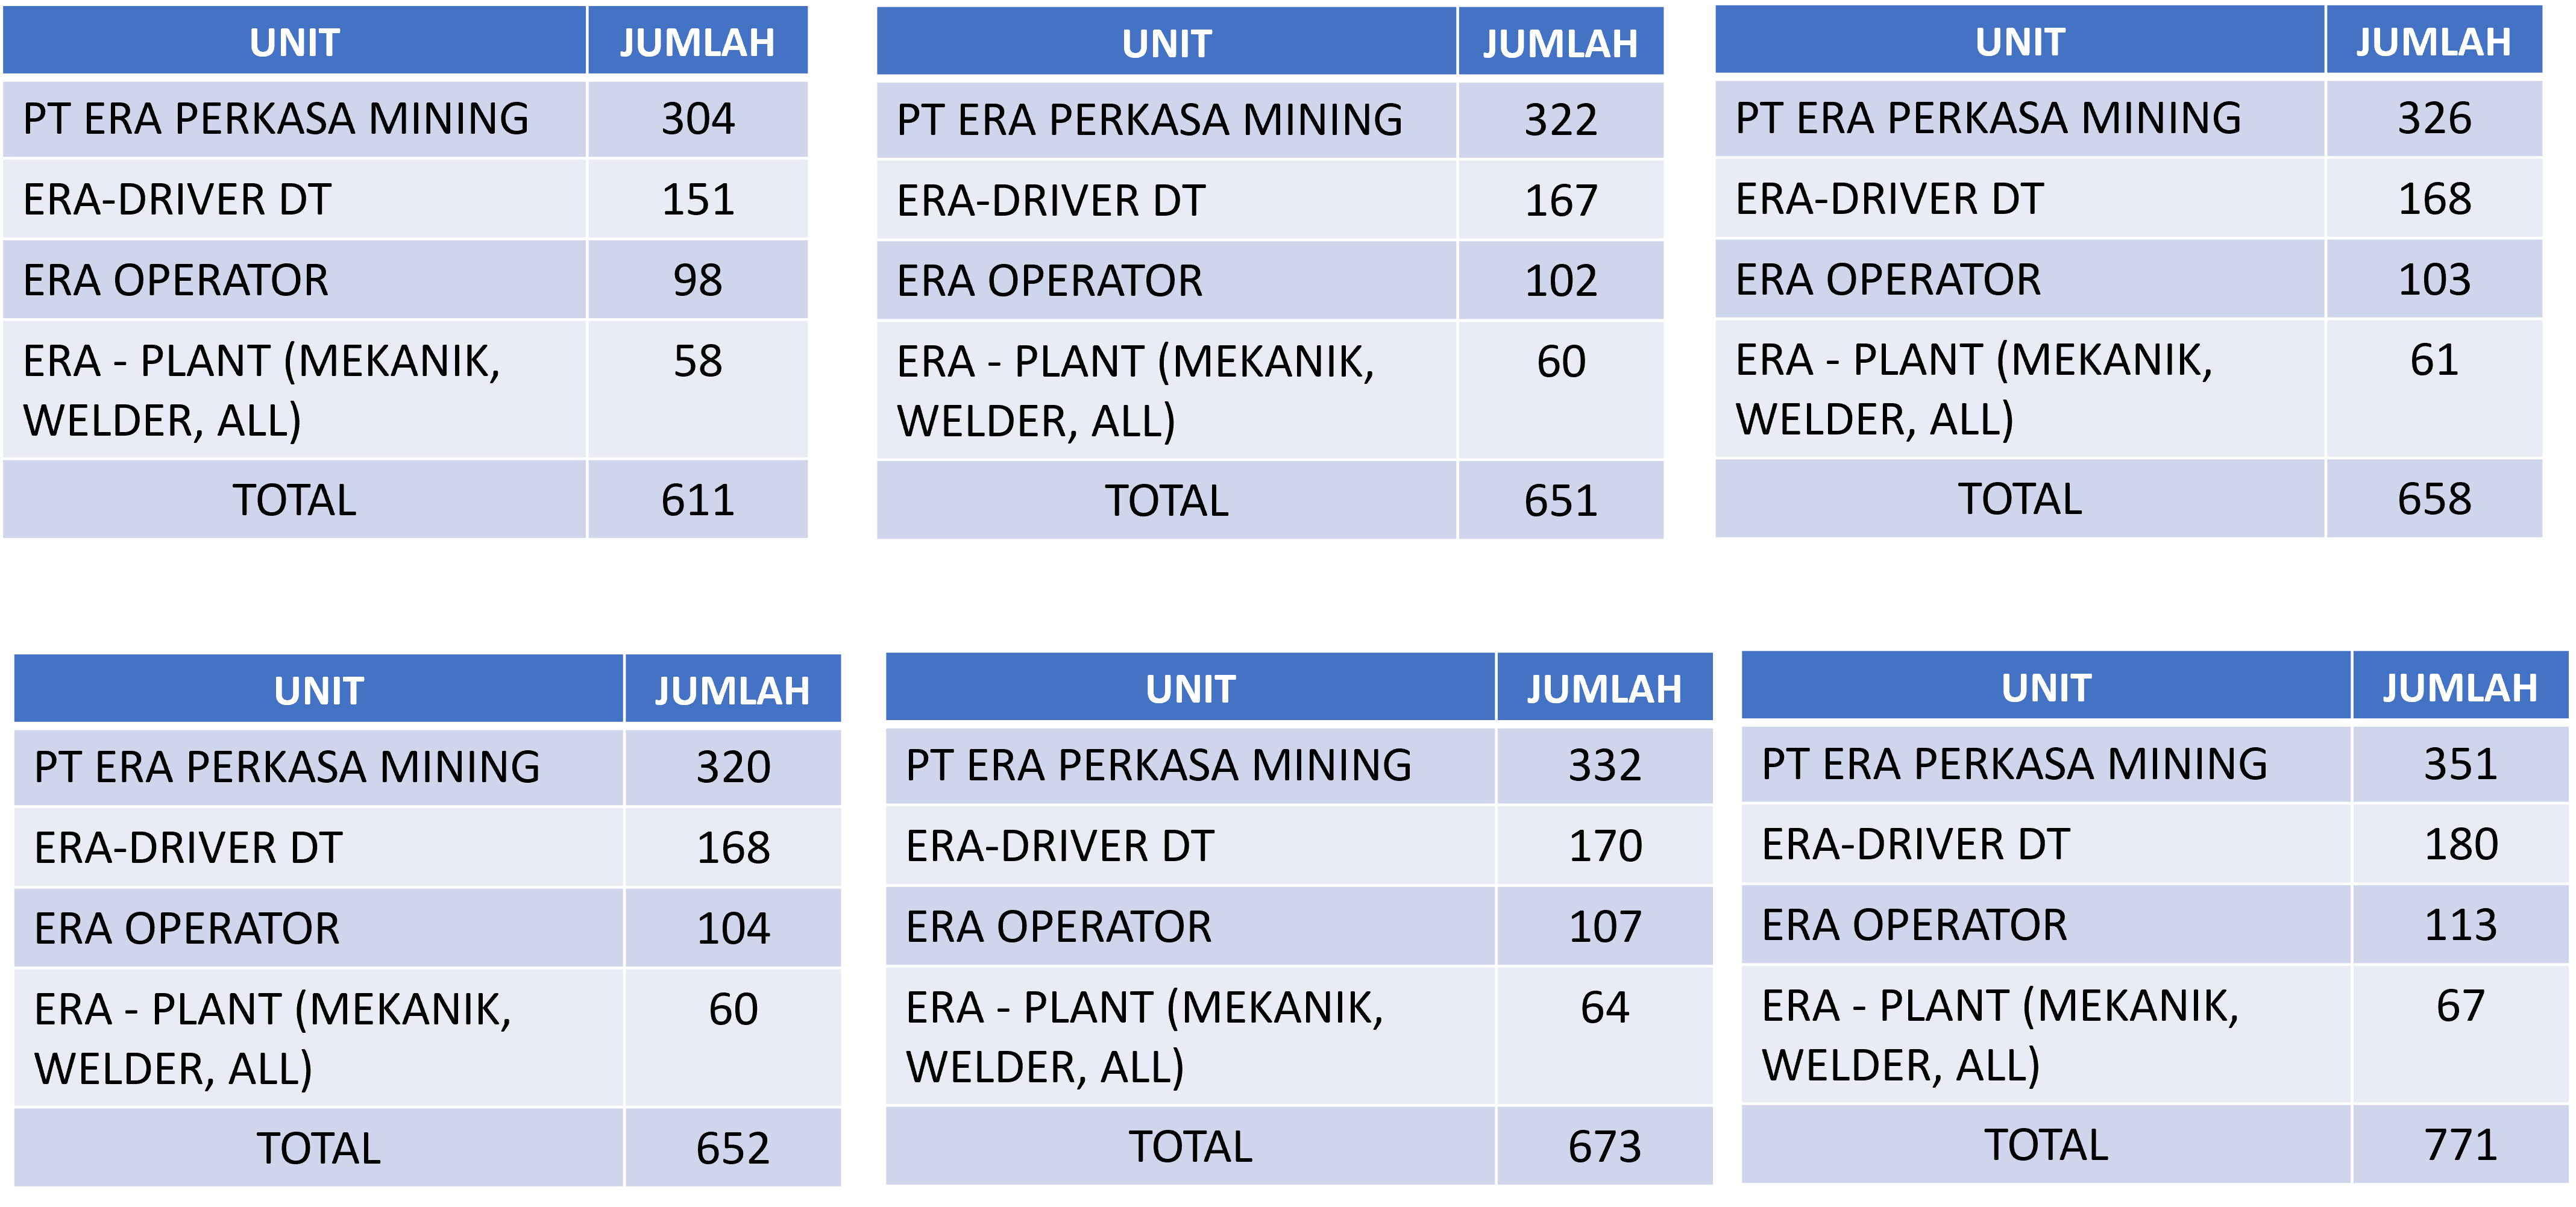 UNIT JUMLAH
PT ERA PERKASA MINING 304
ERA-DRIVER DT 151
ERA OPERATOR 98
ERA - PLANT (MEKANIK, 58
WELDER, ALL)
TOTAL 611
UNIT JUMLAH
PT ERA PERKASA MINING 322
ERA-DRIVER DT 167
ERA OPERATOR 102
ERA - PLANT (MEKANIK, 60
WELDER, ALL)
TOTAL 651
UNIT JUMLAH
PT ERA PERKASA MINING 326
ERA-DRIVER DT 168
ERA OPERATOR 103
ERA - PLANT (MEKANIK, 61
WELDER, ALL)
TOTAL 658
UNIT JUMLAH
PT ERA PERKASA MINING 320
ERA-DRIVER DT 168
ERA OPERATOR 104
ERA - PLANT (MEKANIK, 60
WELDER, ALL)
TOTAL 652
UNIT JUMLAH
PT ERA PERKASA MINING 332
ERA-DRIVER DT 170
ERA OPERATOR 107
ERA - PLANT (MEKANIK, 64
WELDER, ALL)
TOTAL 673
UNIT JUMLAH
PT ERA PERKASA MINING 351
ERA-DRIVER DT 180
ERA OPERATOR 113
ERA - PLANT (MEKANIK, 67
WELDER, ALL)
TOTAL 771